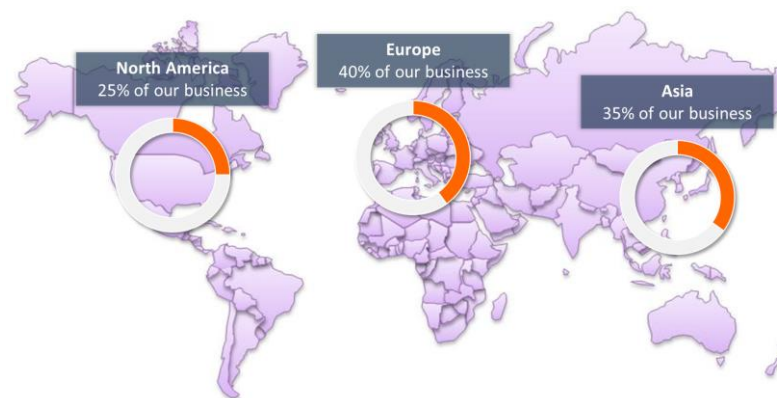 North America
25% of our business
Europe
40% of our business
Asia
35% of our business